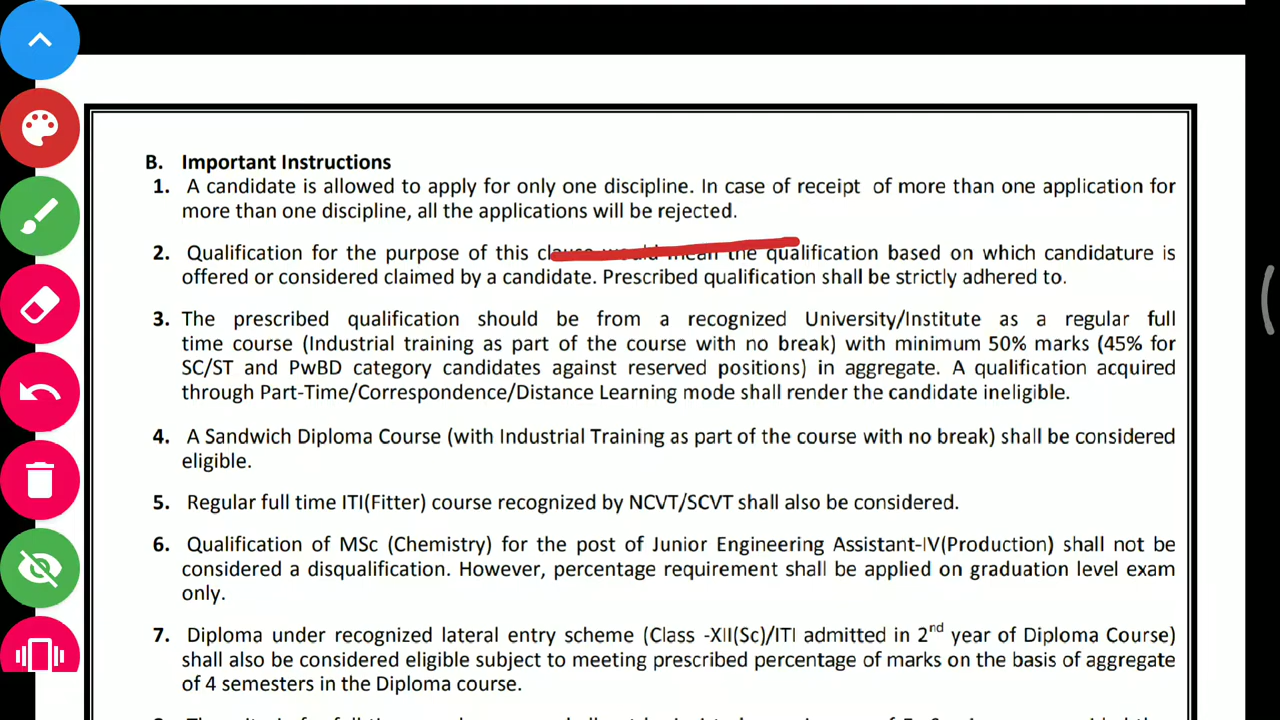 B. Important Instructions
1. A candidate is allowed to apply for only one discipline. In case of receipt of more than one application for
more than one discipline, all the applications will be rejected.
2. Qualification for the purpose of this clause would mean the qualification based on which candidature is
offered or considered claimed by a candidate. Prescribed qualification shall be strictly adhered to.
3. The prescribed qualification should be from a recognized University/Institute as a regular full
time course (Industrial training as part of the course with no break) with minimum 50% marks (45% for
SC/ST and PwBD category candidates against reserved positions) in aggregate. A qualification acquired
through Part-Time/Correspondence/Distance Learning mode shall render the candidate ineligible.
4. A Sandwich Diploma Course (with Industrial Training as part of the course with no break) shall be considered
eligible.
5. Regular full time ITI(Fitter) course recognized by NCVT/SCVT shall also be considered.
6. Qualification of MSc (Chemistry) for the post of Junior Engineering Assistant-IV(Production) shall not be
considered a disqualification. However, percentage requirement shall be applied on graduation level exam
only.
7. Diploma under recognized lateral entry scheme (Class -XII(Sc)/ITI admitted in 2nd year of Diploma Course)
shall also be considered eligible subject to meeting prescribed percentage of marks on the basis of aggregate
of 4 semesters in the Diploma course.